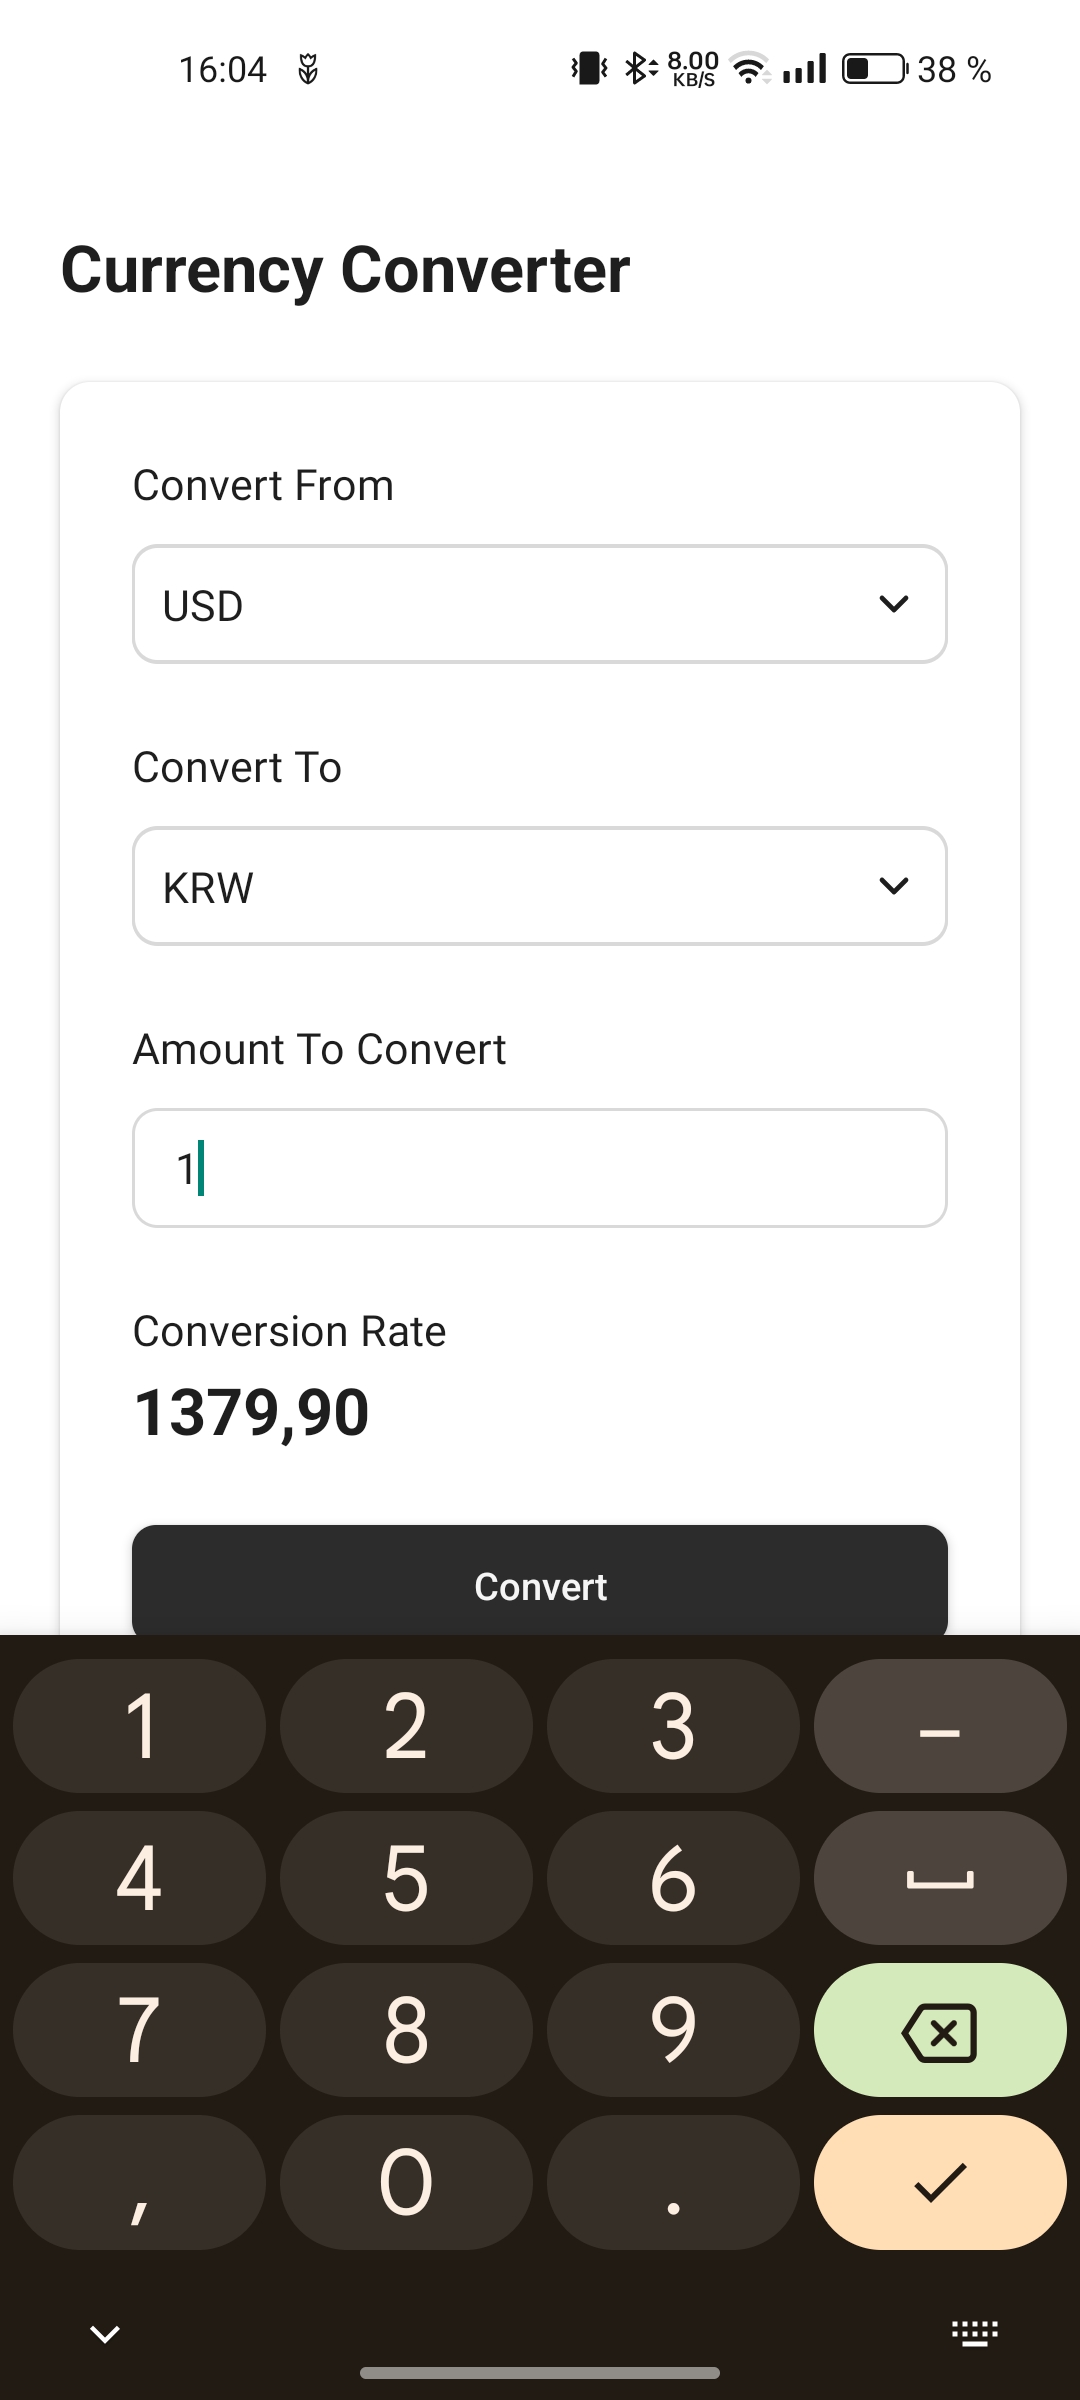 16:04 8.00 KB/S 38 %
Currency Converter
Convert From
USD
Convert To
KRW
Amount To Convert
1
Conversion Rate
1379,90
Convert
1 2 3 –
4 5 6
7 8 9
, 0 .